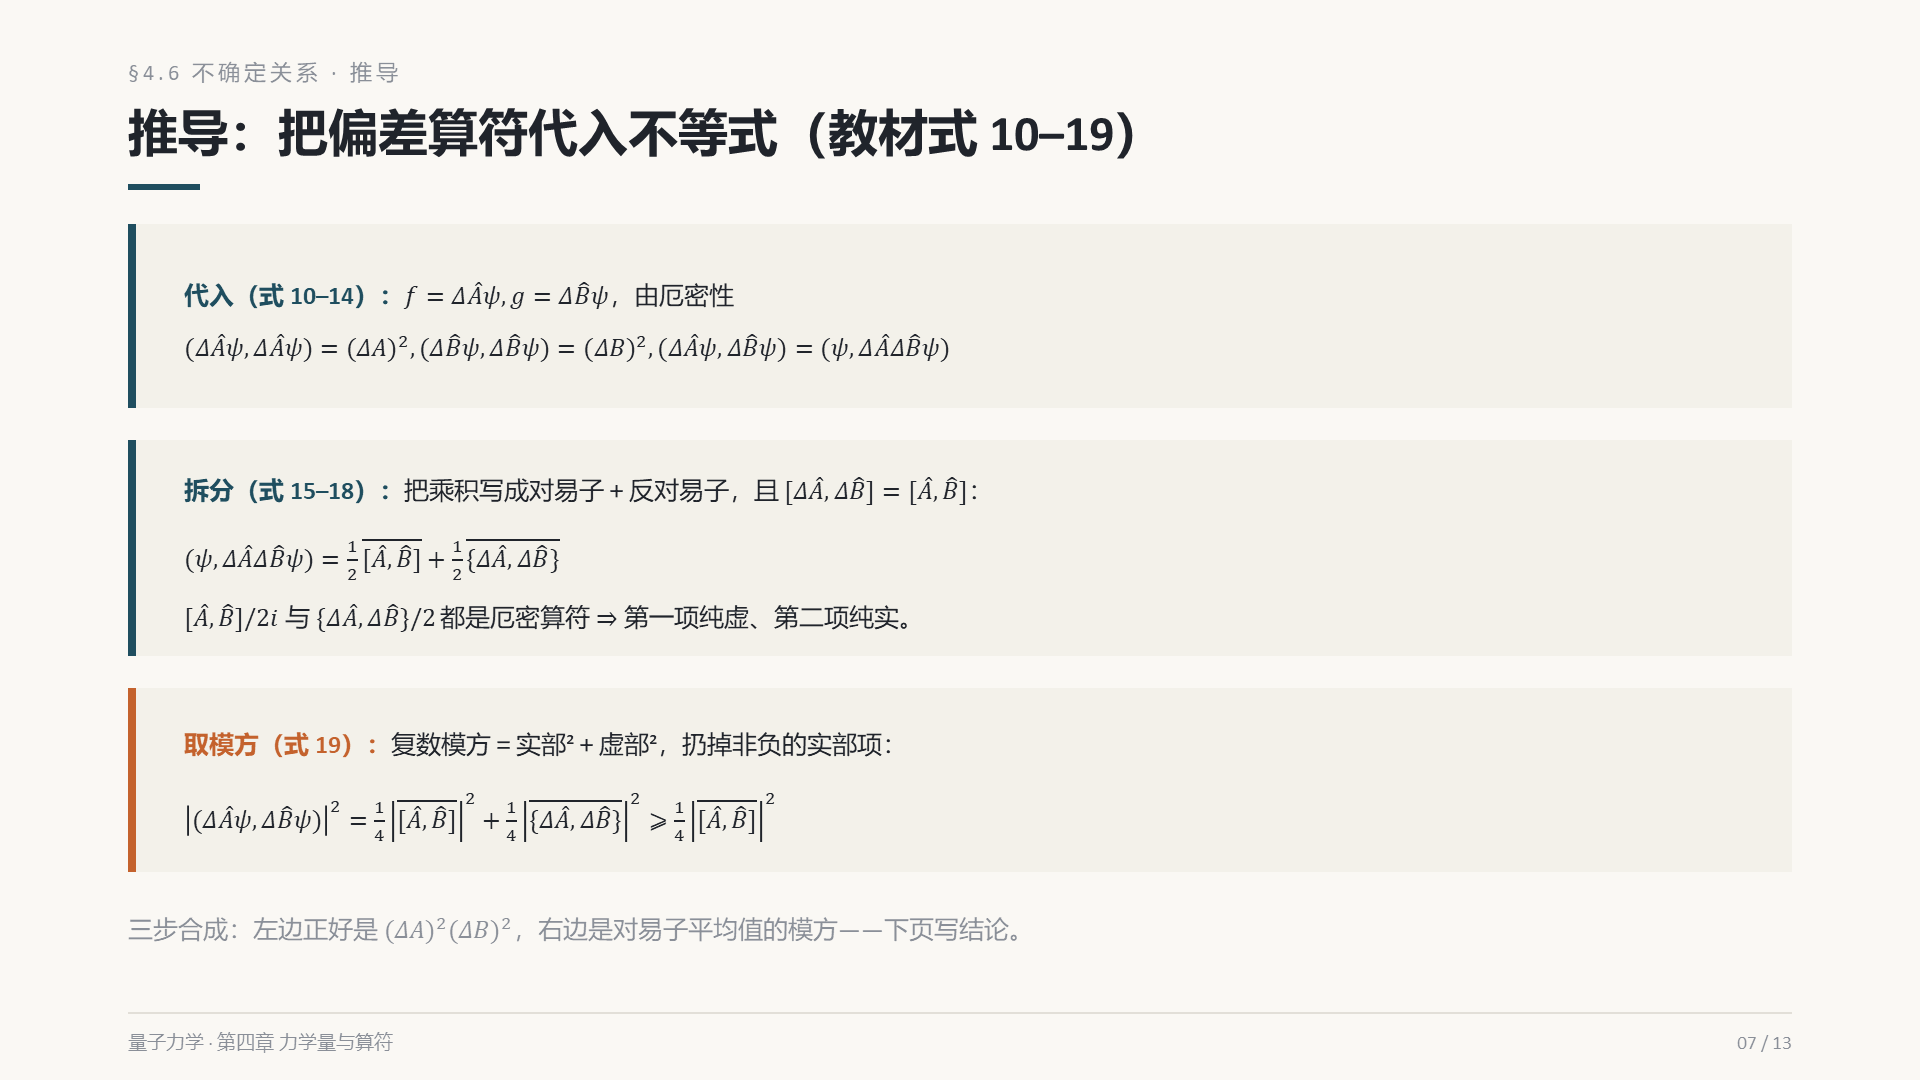 §4.6 不确定关系 · 推导
推导：把偏差算符代入不等式（教材式 10–19）
代入（式 10–14）：f = ΔÂψ, g = ΔB̂ψ，由厄密性
(ΔÂψ, ΔÂψ) = (ΔA)², (ΔB̂ψ, ΔB̂ψ) = (ΔB)², (ΔÂψ, ΔB̂ψ) = (ψ, ΔÂΔB̂ψ)
拆分（式 15–18）：把乘积写成对易子 + 反对易子，且 [ΔÂ, ΔB̂] = [Â, B̂]：
(ψ, ΔÂΔB̂ψ) = \frac{1}{2}\overline{[Â, B̂]} + \frac{1}{2}\overline{\{ΔÂ, ΔB̂\}}
[Â, B̂]/2i 与 {ΔÂ, ΔB̂}/2 都是厄密算符 ⇒ 第一项纯虚、第二项纯实。
取模方（式 19）：复数模方 = 实部² + 虚部²，扔掉非负的实部项：
|(ΔÂψ, ΔB̂ψ)|² = \frac{1}{4}|\overline{[Â, B̂]}|² + \frac{1}{4}|\overline{\{ΔÂ, ΔB̂\}}|² ⩾ \frac{1}{4}|\overline{[Â, B̂]}|²
三步合成：左边正好是 (ΔA)²(ΔB)²，右边是对易子平均值的模方——下页写结论。
量子力学 · 第四章 力学量与算符
07 / 13